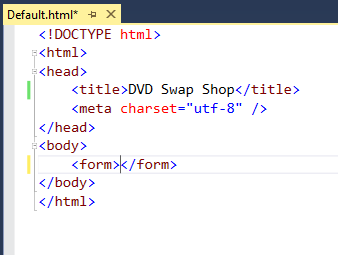 Default.html*
<!DOCTYPE html>
<html>
<head>
    <title>DVD Swap Shop</title>
    <meta charset="utf-8" />
</head>
<body>
    <form></form>
</body>
</html>